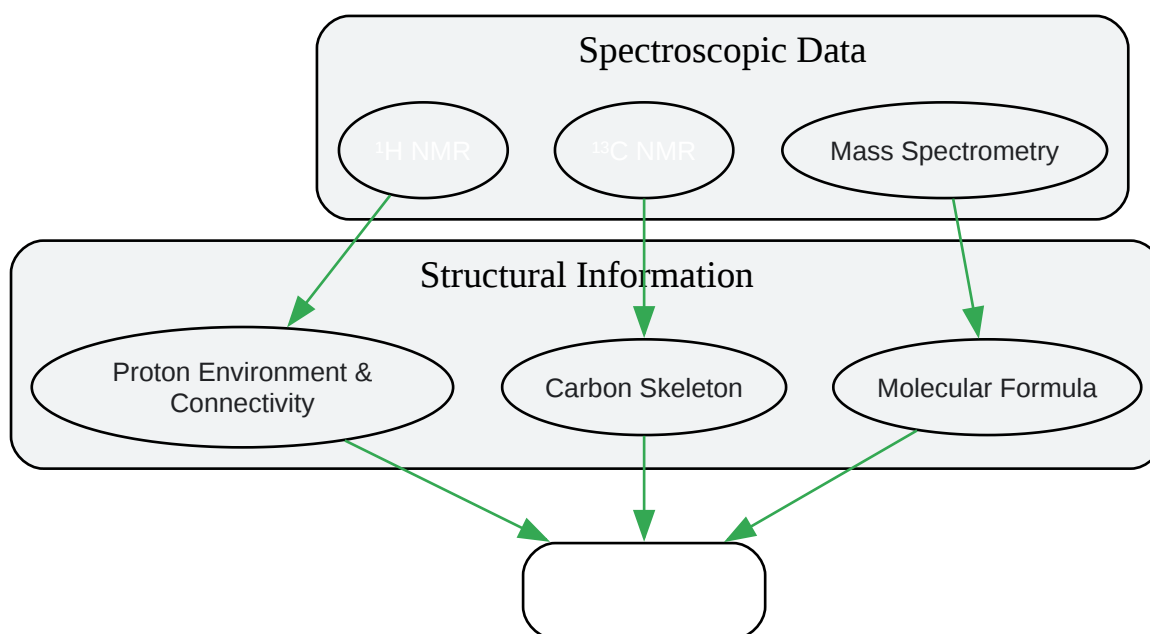 Spectroscopic Data
¹H NMR
¹³C NMR
Mass Spectrometry
Structural Information
Proton Environment &
Connectivity
Carbon Skeleton
Molecular Formula